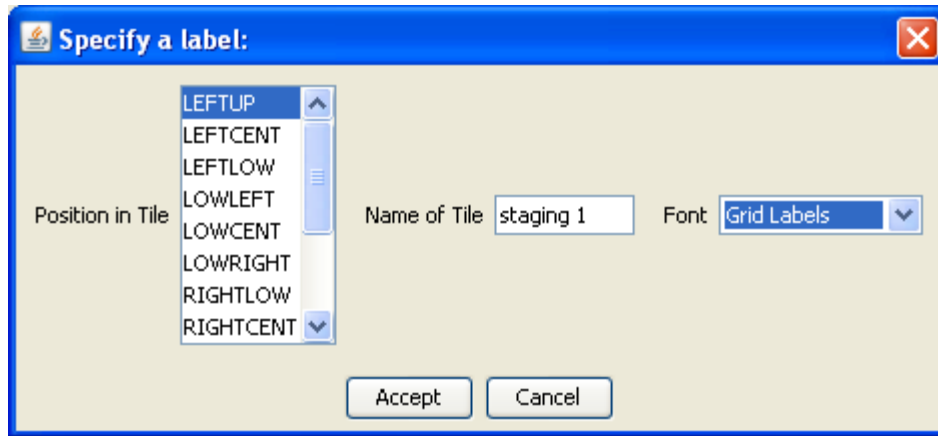 Specify a label:
LEFTUP
LEFTCENT
LEFTLOW
LOWLEFT
Position in Tile
LOWCENT
LOWRIGHT
RIGHTLOW
RIGHTCENT
Name of Tile
staging 1
Font
Grid Labels
Accept
Cancel